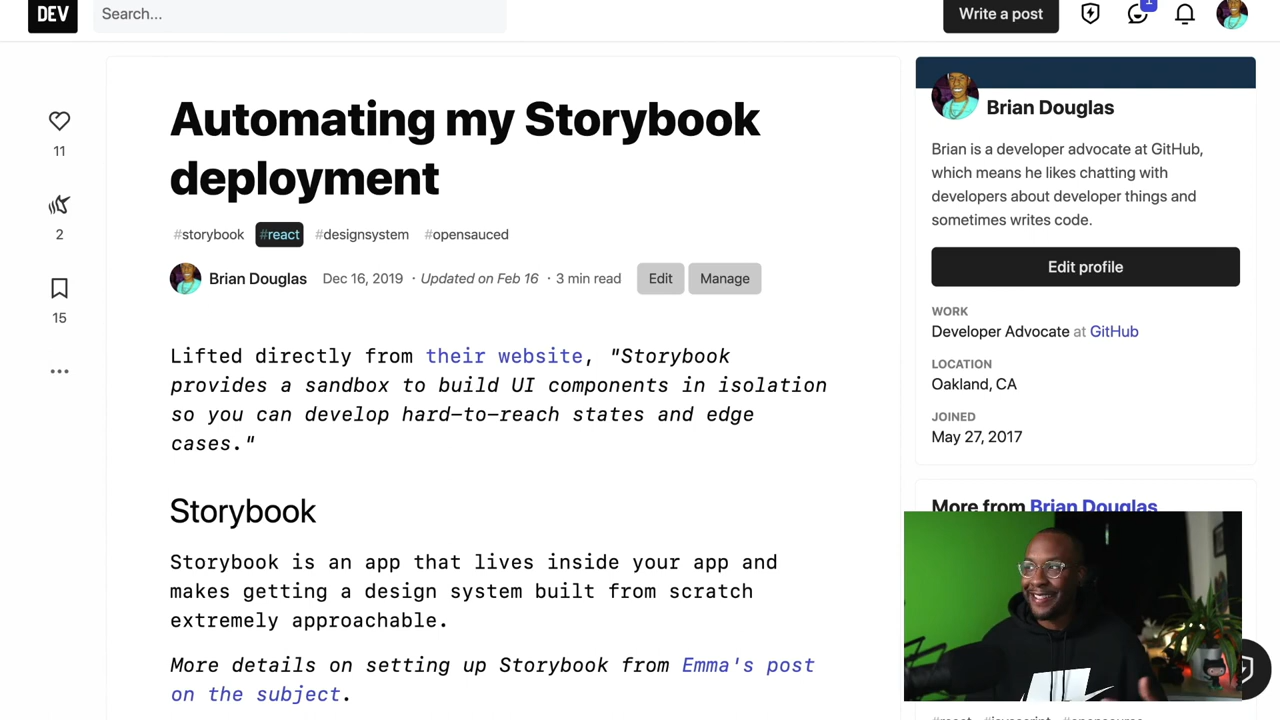 DEV
Search...
Write a post
1
Automating my Storybook
deployment
#storybook #react #designsystem #opensauced
Brian Douglas Dec 16, 2019 · Updated on Feb 16 · 3 min read Edit Manage
11
2
15
Lifted directly from their website, "Storybook
provides a sandbox to build UI components in isolation
so you can develop hard-to-reach states and edge
cases."
Storybook
Storybook is an app that lives inside your app and
makes getting a design system built from scratch
extremely approachable.
More details on setting up Storybook from Emma's post
on the subject.
Brian Douglas
Brian is a developer advocate at GitHub,
which means he likes chatting with
developers about developer things and
sometimes writes code.
Edit profile
WORK
Developer Advocate at GitHub
LOCATION
Oakland, CA
JOINED
May 27, 2017
More from Brian Douglas
#react #javascript #opensource